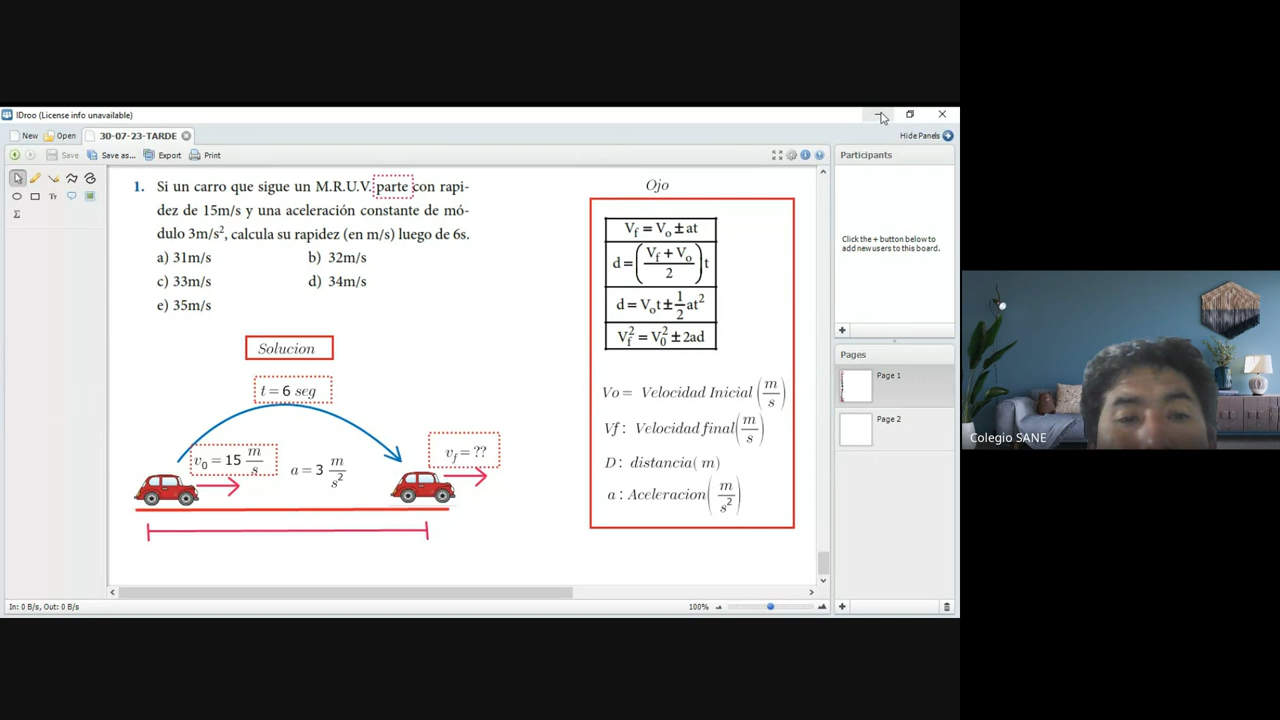 IDroo (License info unavailable)
New Open 30-07-23-TARDE Hide Panels
Save Save as... Export Print
1. Si un carro que sigue un M.R.U.V. parte con rapi-
dez de 15m/s y una aceleración constante de mó-
dulo 3m/s², calcula su rapidez (en m/s) luego de 6s.
a) 31m/s b) 32m/s
c) 33m/s d) 34m/s
e) 35m/s
Solucion
t = 6 seg
v₀ = 15 m/s
a = 3 m/s²
v_f = ??
Ojo
V_f = V_o ± at
d = ((V_f + V_o)/2) t
d = V_o t ± 1/2 at²
V_f² = V_0² ± 2ad
Vo = Velocidad Inicial (m/s)
Vf : Velocidad final (m/s)
D : distancia( m )
a : Aceleracion( m/s² )
Participants
Click the + button below to
add new users to this board.
Pages
Page 1
Page 2
Tт
Σ
In: 0 B/s, Out: 0 B/s 100%
Colegio SANE